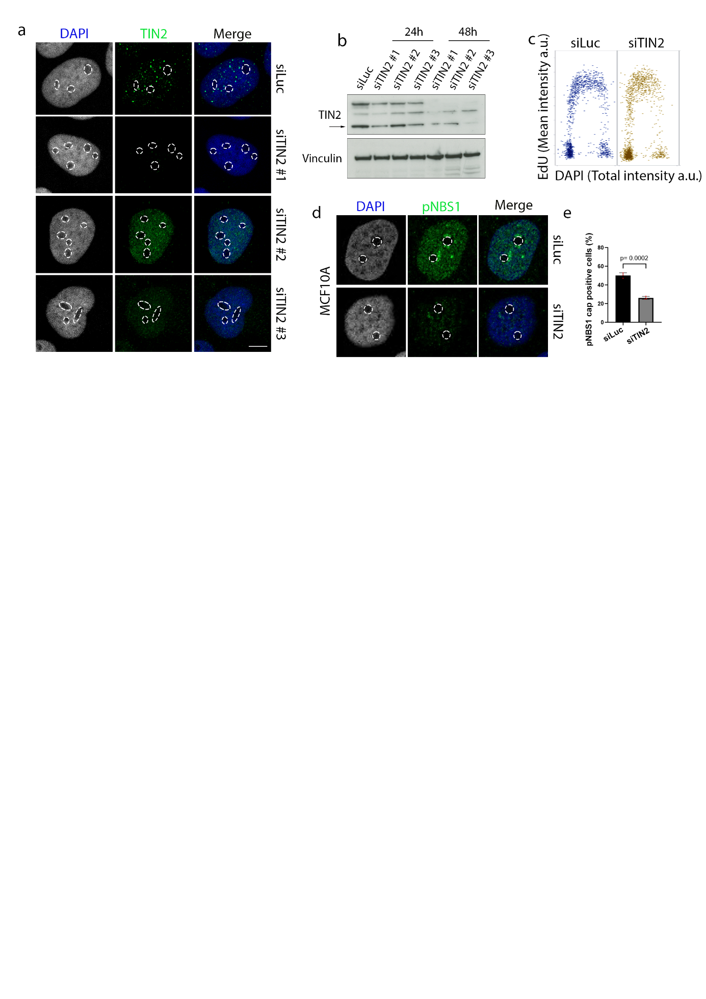 a
DAPI
TIN2
Merge
siLuc
siTIN2 #1
siTIN2 #2
siTIN2 #3
b
24h
48h
siLuc
siTIN2 #1
siTIN2 #2
siTIN2 #3
siTIN2 #1
siTIN2 #2
siTIN2 #3
TIN2
Vinculin
c
siLuc
siTIN2
EdU (Mean intensity a.u.)
DAPI (Total intensity a.u.)
d
DAPI
pNBS1
Merge
MCF10A
siLuc
siTIN2
e
pNBS1 cap positive cells (%)
80
60
40
20
0
p= 0.0002
siLuc
siTIN2